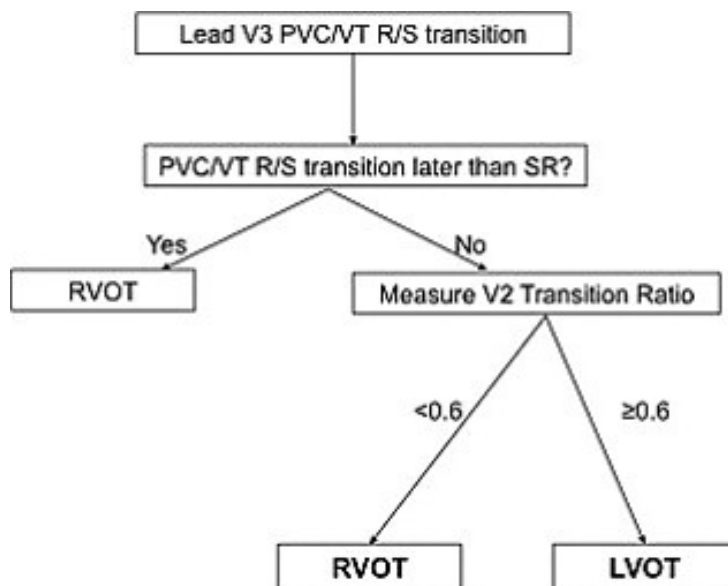 Lead V3 PVC/VT R/S transition
PVC/VT R/S transition later than SR?
Yes
No
RVOT
Measure V2 Transition Ratio
<0.6
≥0.6
RVOT
LVOT